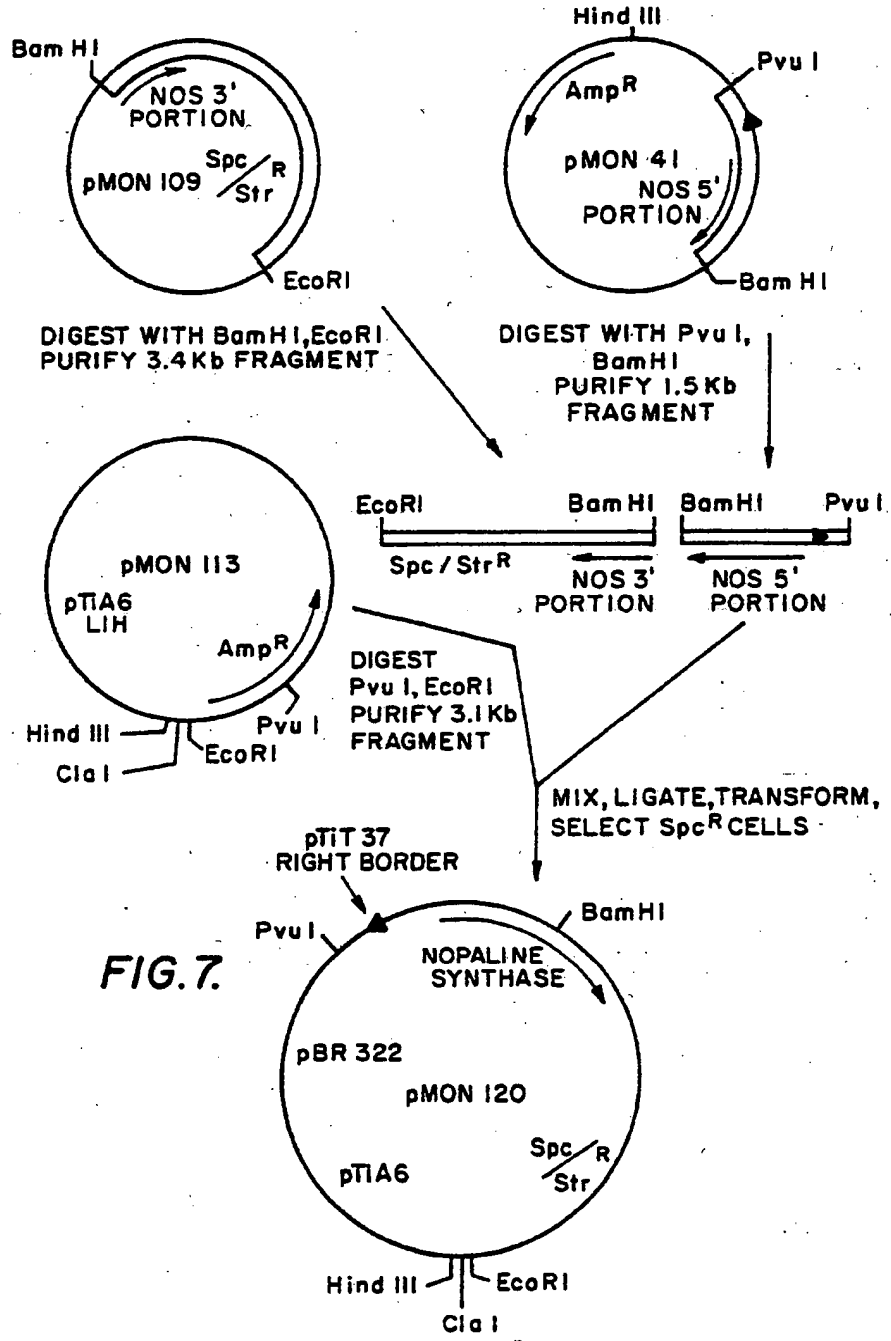 Bam HI
NOS 3'
PORTION
pMON 109
Spc/Str R
EcoRI
Hind III
Pvu I
Amp R
pMON 41
NOS 5'
PORTION
Bam HI
DIGEST WITH BamHI, EcoRI
PURIFY 3.4 Kb FRAGMENT
DIGEST WITH Pvu I,
BamHI
PURIFY 1.5 Kb
FRAGMENT
EcoRI
Bam HI
BamHI
Pvu I
Spc / Str R
NOS 3'
PORTION
NOS 5'
PORTION
pMON 113
pTiA6
LIH
Amp R
Pvu I
Hind III
Cla I
EcoRI
DIGEST
Pvu I, EcoRI
PURIFY 3.1 Kb
FRAGMENT
MIX, LIGATE, TRANSFORM,
SELECT Spc R CELLS
pTiT 37
RIGHT BORDER
Pvu I
BamHI
NOPALINE
SYNTHASE
FIG. 7.
pBR 322
pMON 120
pTiA6
Spc/Str R
Hind III
EcoRI
Cla I